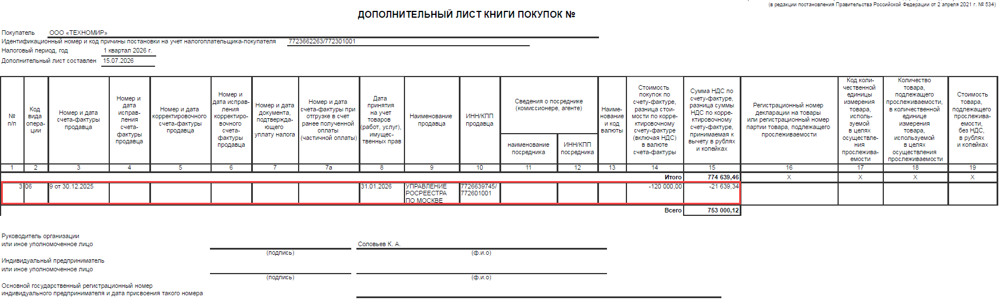 (в редакции постановления Правительства Российской Федерации от 2 апреля 2021 г. № 534)
ДОПОЛНИТЕЛЬНЫЙ ЛИСТ КНИГИ ПОКУПОК №
Покупатель ООО «ТЕХНОМИР»
Идентификационный номер и код причины постановки на учет налогоплательщика-покупателя 7723662263/772301001
Налоговый период, год 1 квартал 2026 г.
Дополнительный лист составлен 15.07.2026
№
п/п
Код
вида
опера-
ции
Номер и дата
счета-фактуры
продавца
Номер и
дата
исправ-
ления
счета-
фактуры
продавца
Номер и дата
корректировочного
счета-фактуры
продавца
Номер и
дата исправ-
ления
корректиро-
вочного
счета-
фактуры
продавца
Номер и дата
документа,
подтвержда-
ющего
уплату налога
Номер и дата
счета-фактуры при
отгрузке в счет
ранее полученной
оплаты
(частичной оплаты)
Дата
принятия
на учет
товаров
(работ, услуг),
имущес-
твенных прав
Наименование
продавца
ИНН/КПП
продавца
Сведения о посреднике
(комиссионере, агенте)
наименование
посредника
ИНН/КПП
посредника
Наиме-
нование
и код
валюты
Стоимость
покупок по
счету-фактуре,
разница стои-
мости по корре-
ктировочному
счету-фактуре
(включая НДС)
в валюте
счета-фактуры
Сумма НДС по
счету-фактуре,
разница суммы
НДС по корре-
ктировочному
счету-фактуре,
принимаемая к
вычету в рублях
и копейках
Регистрационный номер
декларации на товары
или регистрационный номер
партии товара, подлежащего
прослеживаемости
Код коли-
чественной
единицы
измерения
товара,
исполь-
зуемой
в целях
осуществле-
ния
прослежива-
емости
Количество
товара,
подлежащего
прослеживаемости,
в количественной
единице
измерения
товара,
используемой
в целях
осуществления
прослеживаемости
Стоимость
товара,
подлежащего
прослежива-
емости,
без НДС,
в рублях
и копейках
1 2 3 4 5 6 7 7а 8 9 10 11 12 13 14 15 16 17 18 19
Итого 774 639,46 X X X X
3 06 9 от 30.12.2025 31.01.2026 УПРАВЛЕНИЕ 7726639745/ -120 000,00 -21 639,34
РОСРЕЕСТРА 772601001
ПО МОСКВЕ
Всего 753 000,12
Руководитель организации
или иное уполномоченное лицо Соловьев К. А.
(подпись) (ф.и.о)
Индивидуальный предприниматель
или иное уполномоченное лицо
(подпись) (ф.и.о)
Основной государственный регистрационный номер
индивидуального предпринимателя и дата присвоения такого номера